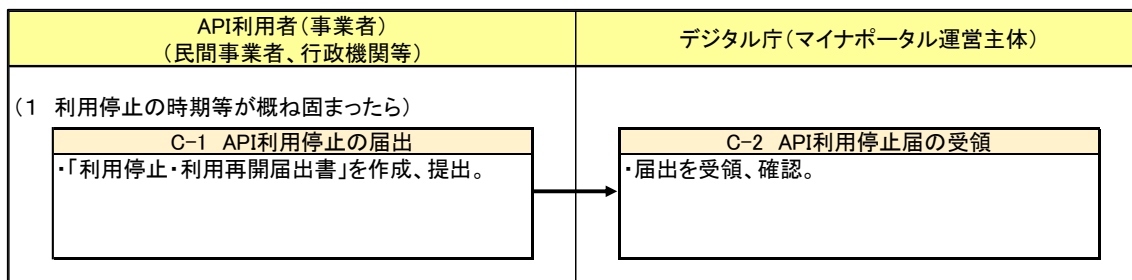 API利用者(事業者)
(民間事業者、行政機関等)
デジタル庁(マイナポータル運営主体)
(1 利用停止の時期等が概ね固まったら)
C-1 API利用停止の届出
・「利用停止・利用再開届出書」を作成、提出。
C-2 API利用停止届の受領
・届出を受領、確認。